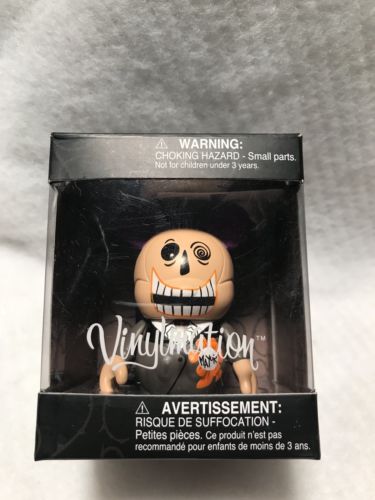 ⚠ WARNING:
CHOKING HAZARD - Small parts.
Not for children under 3 years.
Vinylmation™
MAYOR
⚠ AVERTISSEMENT:
RISQUE DE SUFFOCATION -
Petites pièces. Ce produit n'est pas
recommandé pour enfants de moins de 3 ans.